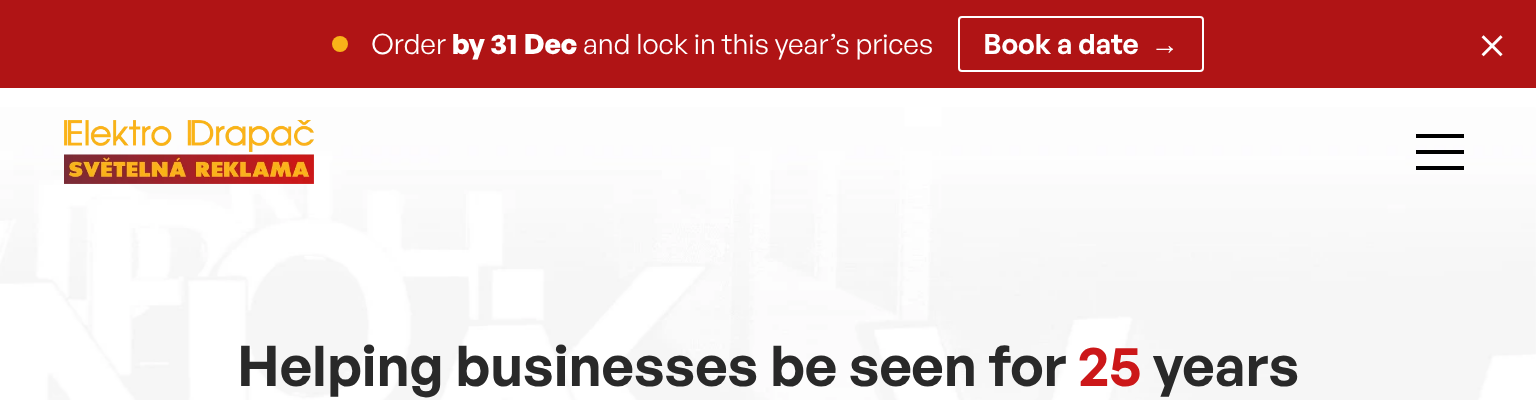 Order by 31 Dec and lock in this year’s prices
Book a date →
Elektro Drapač
SVĚTELNÁ REKLAMA
Helping businesses be seen for 25 years